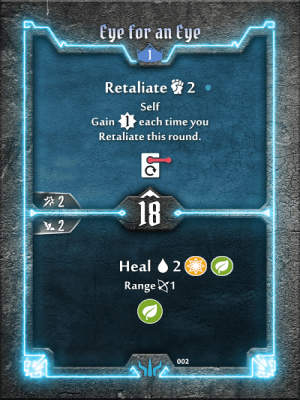 Eye for an Eye
1
Retaliate 2
Self
Gain 1 each time you
Retaliate this round.
2
18
2
Heal 2
Range 1
002